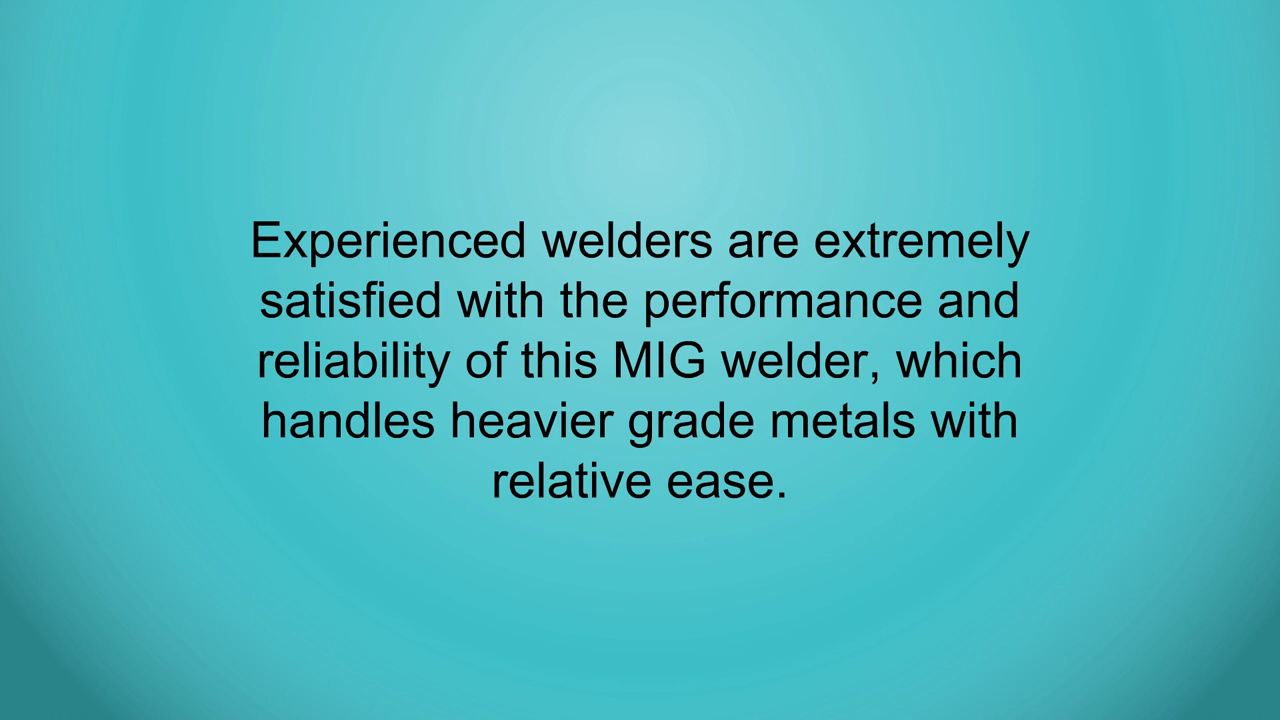 Experienced welders are extremely
satisfied with the performance and
reliability of this MIG welder, which
handles heavier grade metals with
relative ease.